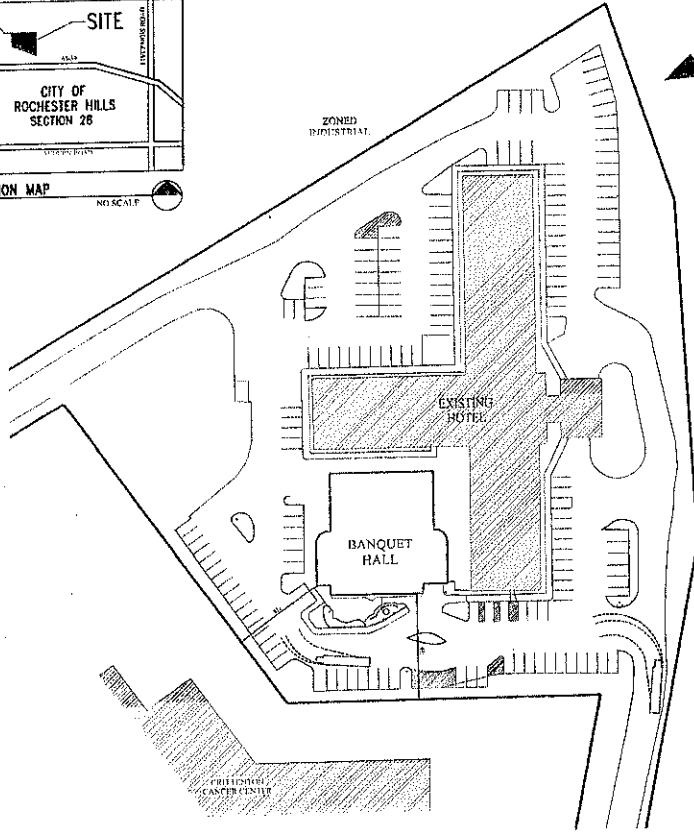 SITE
CITY OF
ROCHESTER HILLS
SECTION 26
ON MAP
NO SCALE
ZONED
INDUSTRIAL
EXISTING
HOTEL
BANQUET
HALL
CRITTENTON
CANCER CENTER